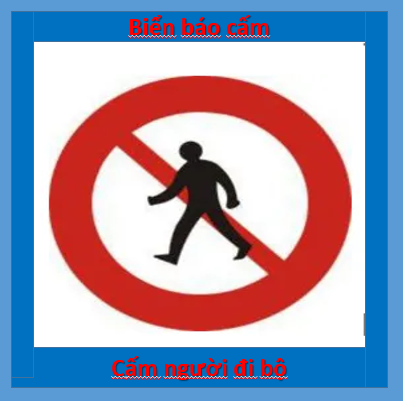 Biển báo cấm
Cấm người đi bộ